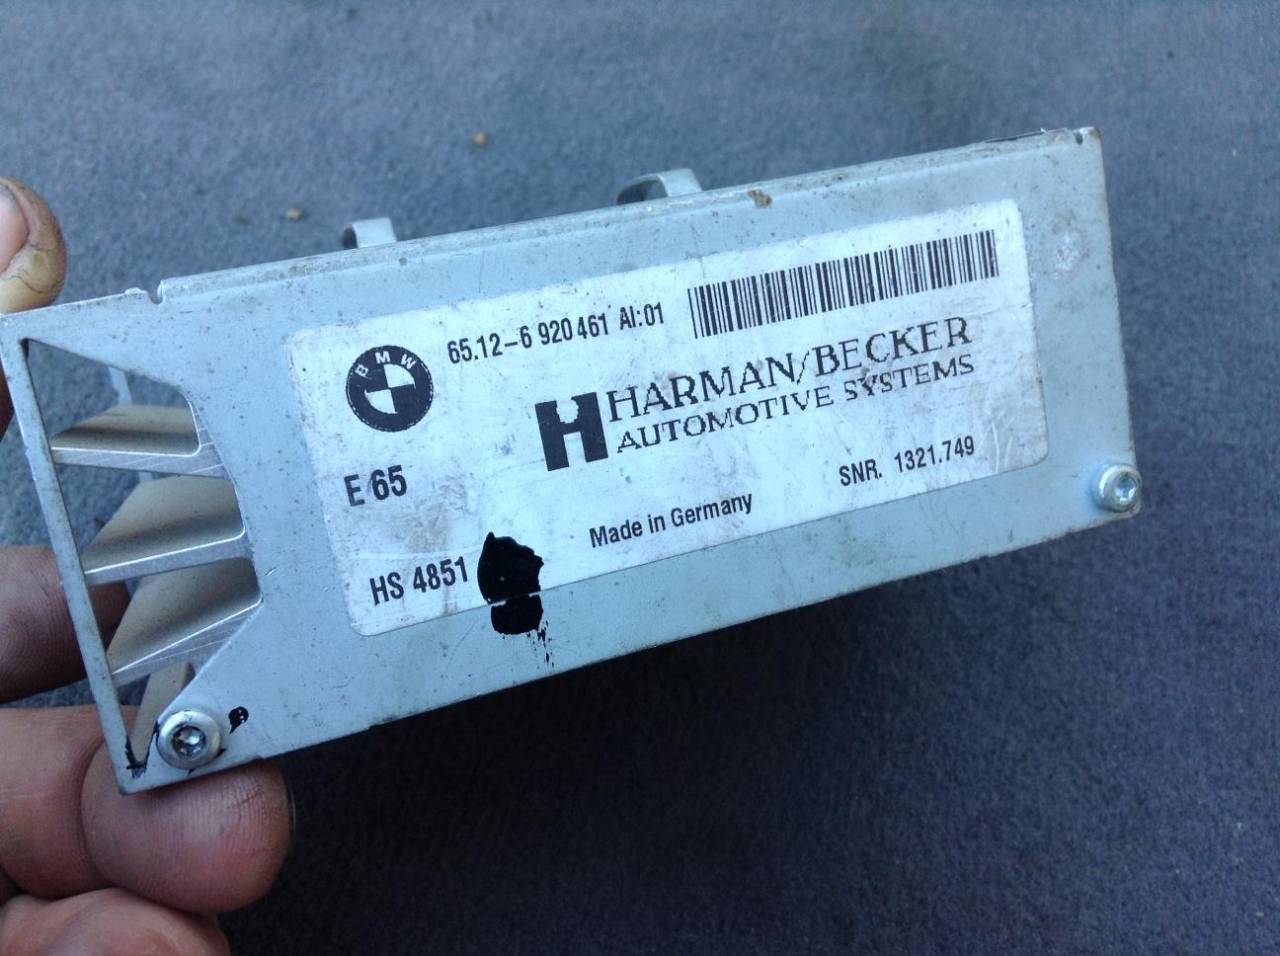 BMW
65.12-6 920 461 AI:01
HARMAN/BECKER
AUTOMOTIVE SYSTEMS
E 65
SNR. 1321.749
Made in Germany
HS 4851